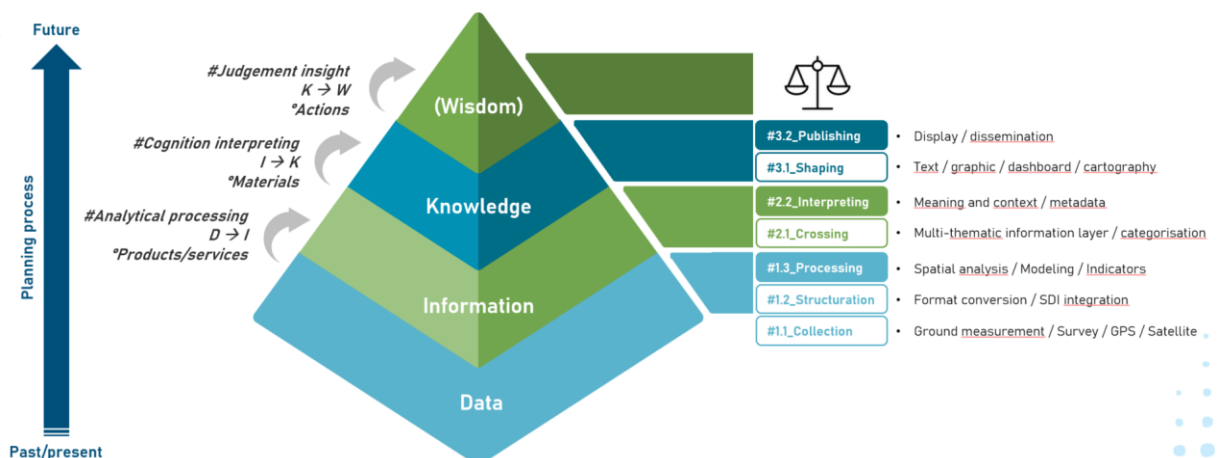 Future
Planning process
Past/present
#Judgement insight
K → W
°Actions
#Cognition interpreting
I → K
°Materials
#Analytical processing
D → I
°Products/services
(Wisdom)
Knowledge
Information
Data
#3.2_Publishing • Display / dissemination
#3.1_Shaping • Text / graphic / dashboard / cartography
#2.2_Interpreting • Meaning and context / metadata
#2.1_Crossing • Multi-thematic information layer / categorisation
#1.3_Processing • Spatial analysis / Modeling / Indicators
#1.2_Structuration • Format conversion / SDI integration
#1.1_Collection • Ground measurement / Survey / GPS / Satellite